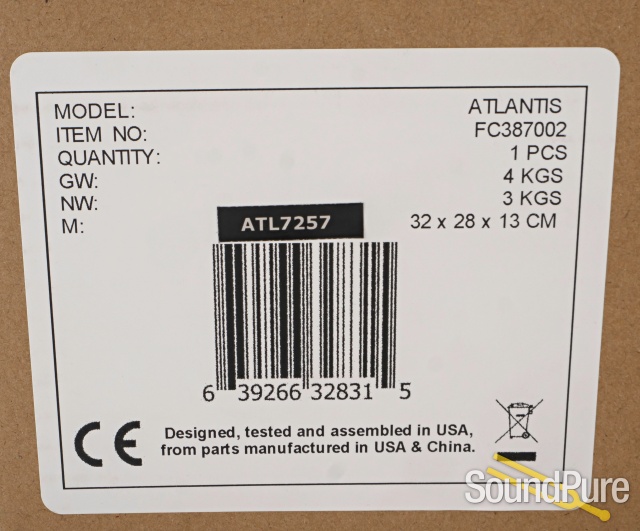 MODEL: ATLANTIS
ITEM NO: FC387002
QUANTITY: 1 PCS
GW: 4 KGS
NW: 3 KGS
M: 32 x 28 x 13 CM
ATL7257
6 39266 32831 5
CE
Designed, tested and assembled in USA,
from parts manufactured in USA & China.
SoundPure